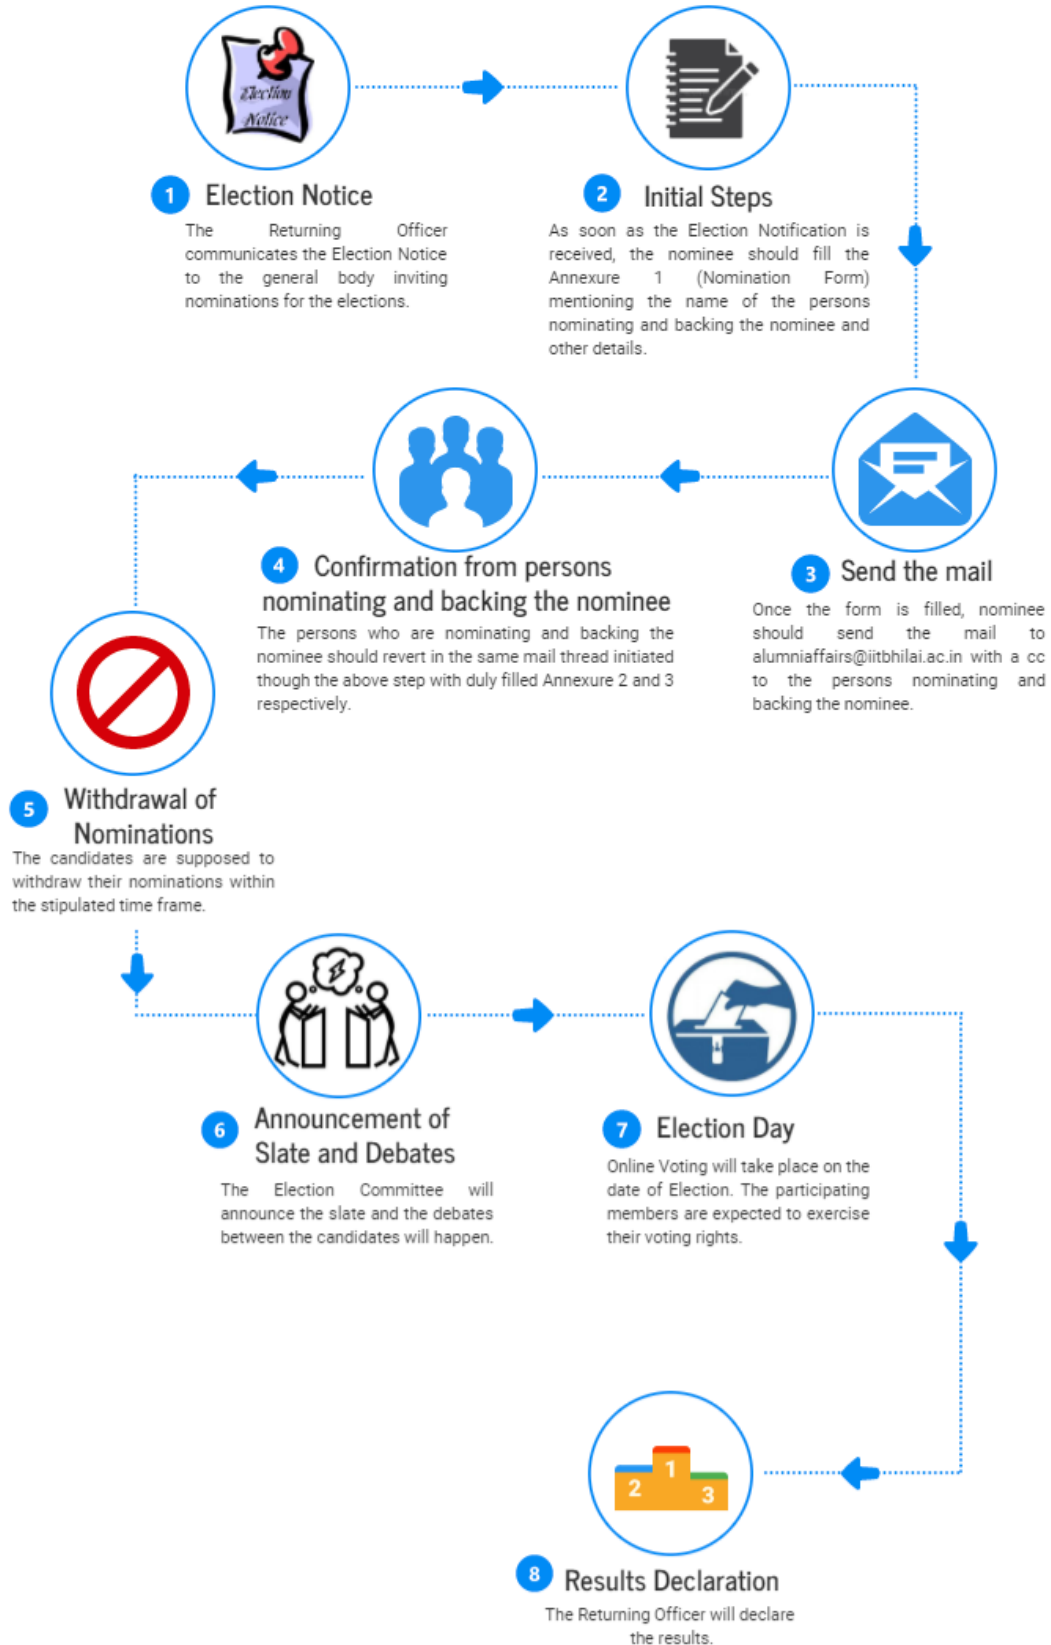 Election
Notice
1 Election Notice
The Returning Officer
communicates the Election Notice
to the general body inviting
nominations for the elections.
2 Initial Steps
As soon as the Election Notification is
received, the nominee should fill the
Annexure 1 (Nomination Form)
mentioning the name of the persons
nominating and backing the nominee and
other details.
3 Send the mail
Once the form is filled, nominee
should send the mail to
alumniaffairs@iitbhilai.ac.in with a cc
to the persons nominating and
backing the nominee.
4 Confirmation from persons
nominating and backing the nominee
The persons who are nominating and backing the
nominee should revert in the same mail thread initiated
though the above step with duly filled Annexure 2 and 3
respectively.
5 Withdrawal of
Nominations
The candidates are supposed to
withdraw their nominations within
the stipulated time frame.
6 Announcement of
Slate and Debates
The Election Committee will
announce the slate and the debates
between the candidates will happen.
7 Election Day
Online Voting will take place on the
date of Election. The participating
members are expected to exercise
their voting rights.
2 1 3
8 Results Declaration
The Returning Officer will declare
the results.